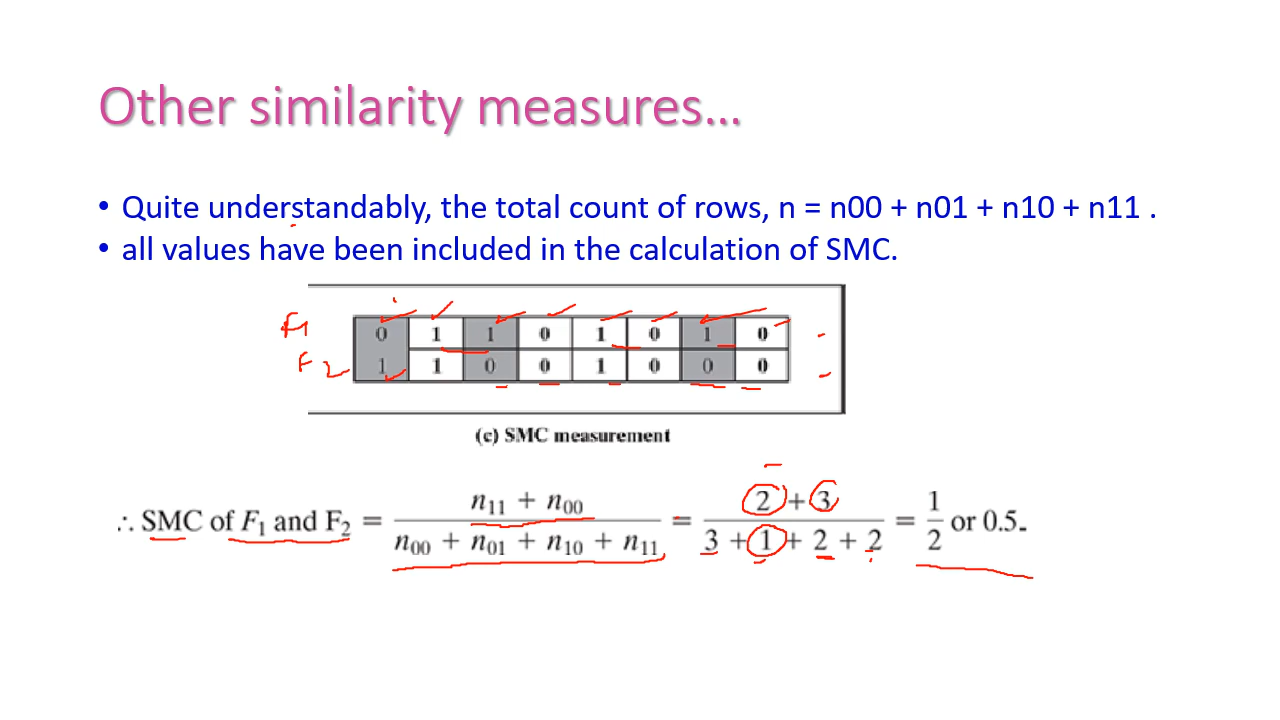 Other similarity measures...
• Quite understandably, the total count of rows, n = n00 + n01 + n10 + n11 .
• all values have been included in the calculation of SMC.
F1 0 1 1 0 1 0 1 0
F2 1 1 0 0 1 0 0 0
(c) SMC measurement
∴ SMC of F₁ and F₂ = (n₁₁ + n₀₀) / (n₀₀ + n₀₁ + n₁₀ + n₁₁) = (2 + 3) / (3 + 1 + 2 + 2) = 1/2 or 0.5.